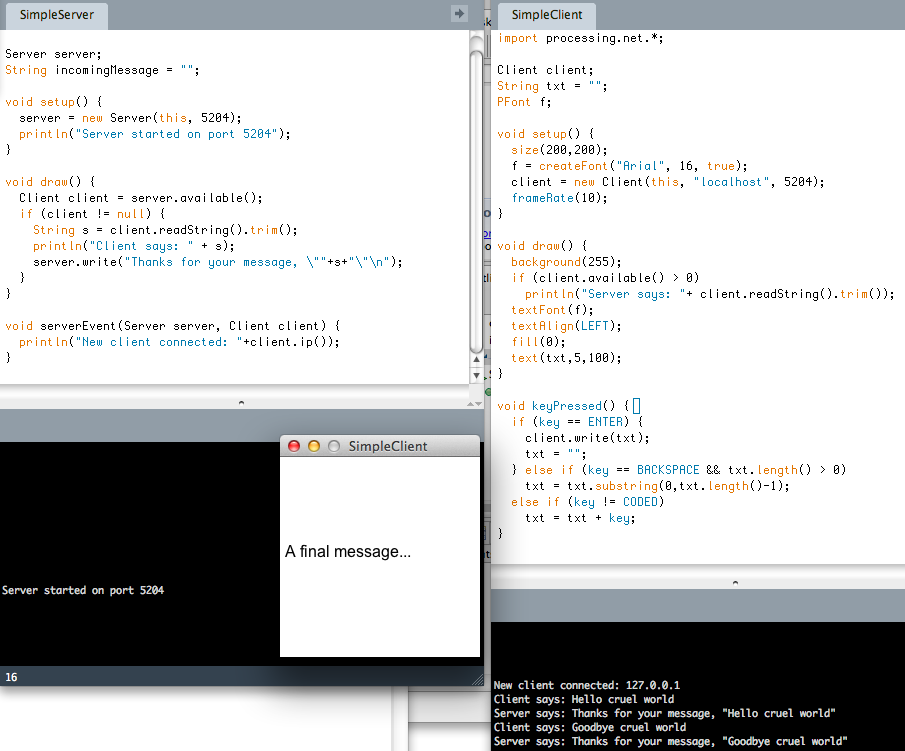 SimpleServer
Server server;
String incomingMessage = "";
void setup() {
server = new Server(this, 5204);
println("Server started on port 5204");
}
void draw() {
Client client = server.available();
if (client != null) {
String s = client.readString().trim();
println("Client says: " + s);
server.write("Thanks for your message, \""+s+"\"\n");
}
}
void serverEvent(Server server, Client client) {
println("New client connected: "+client.ip());
}
Server started on port 5204
16
SimpleClient
A final message...
SimpleClient
import processing.net.*;
Client client;
String txt = "";
PFont f;
void setup() {
size(200,200);
f = createFont("Arial", 16, true);
client = new Client(this, "localhost", 5204);
frameRate(10);
}
void draw() {
background(255);
if (client.available() > 0)
println("Server says: "+ client.readString().trim());
textFont(f);
textAlign(LEFT);
fill(0);
text(txt,5,100);
}
void keyPressed() {
if (key == ENTER) {
client.write(txt);
txt = "";
} else if (key == BACKSPACE && txt.length() > 0)
txt = txt.substring(0,txt.length()-1);
else if (key != CODED)
txt = txt + key;
}
New client connected: 127.0.0.1
Client says: Hello cruel world
Server says: Thanks for your message, "Hello cruel world"
Client says: Goodbye cruel world
Server says: Thanks for your message, "Goodbye cruel world"